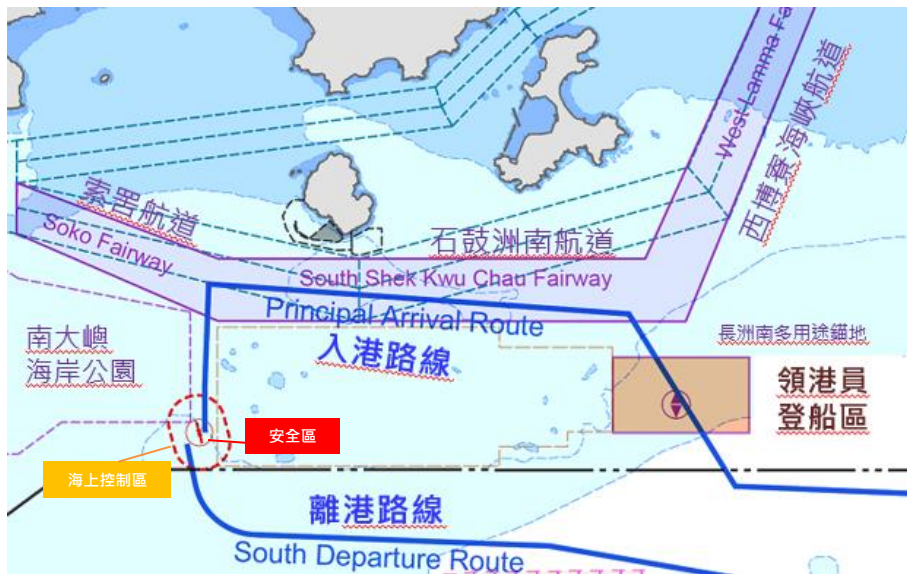 West Lamma Fa
西博寮海峽航道
索罟航道
Soko Fairway
石鼓洲南航道
South Shek Kwu Chau Fairway
Principal Arrival Route
入港路線
南大嶼
海岸公園
長洲南多用途錨地
領港員
登船區
安全區
海上控制區
離港路線
South Departure Route